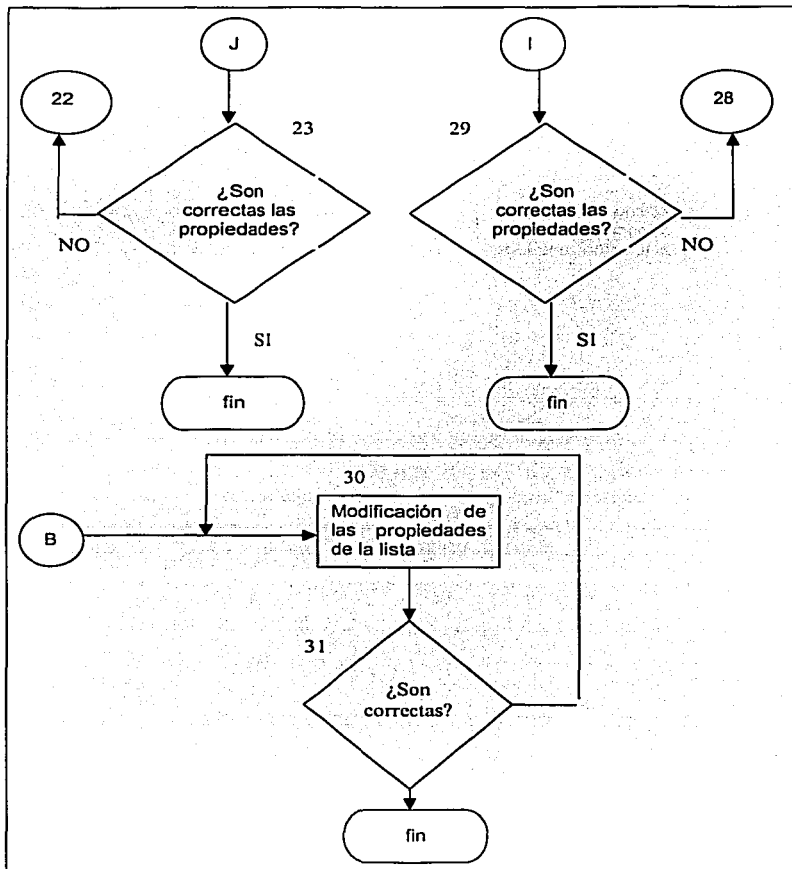 J
I
22
28
23
29
¿Son
correctas las
propiedades?
¿Son
correctas las
propiedades?
NO
NO
SI
SI
fin
fin
30
Modificación de
las propiedades
de la lista
B
31
¿Son
correctas?
fin